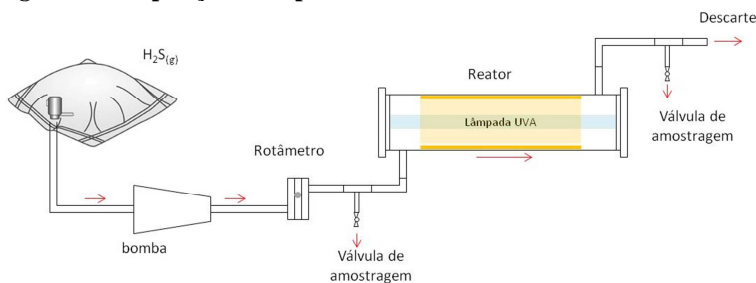 Descarte
H₂S(g)
Reator
Lâmpada UVA
Válvula de
amostragem
Rotâmetro
bomba
Válvula de
amostragem